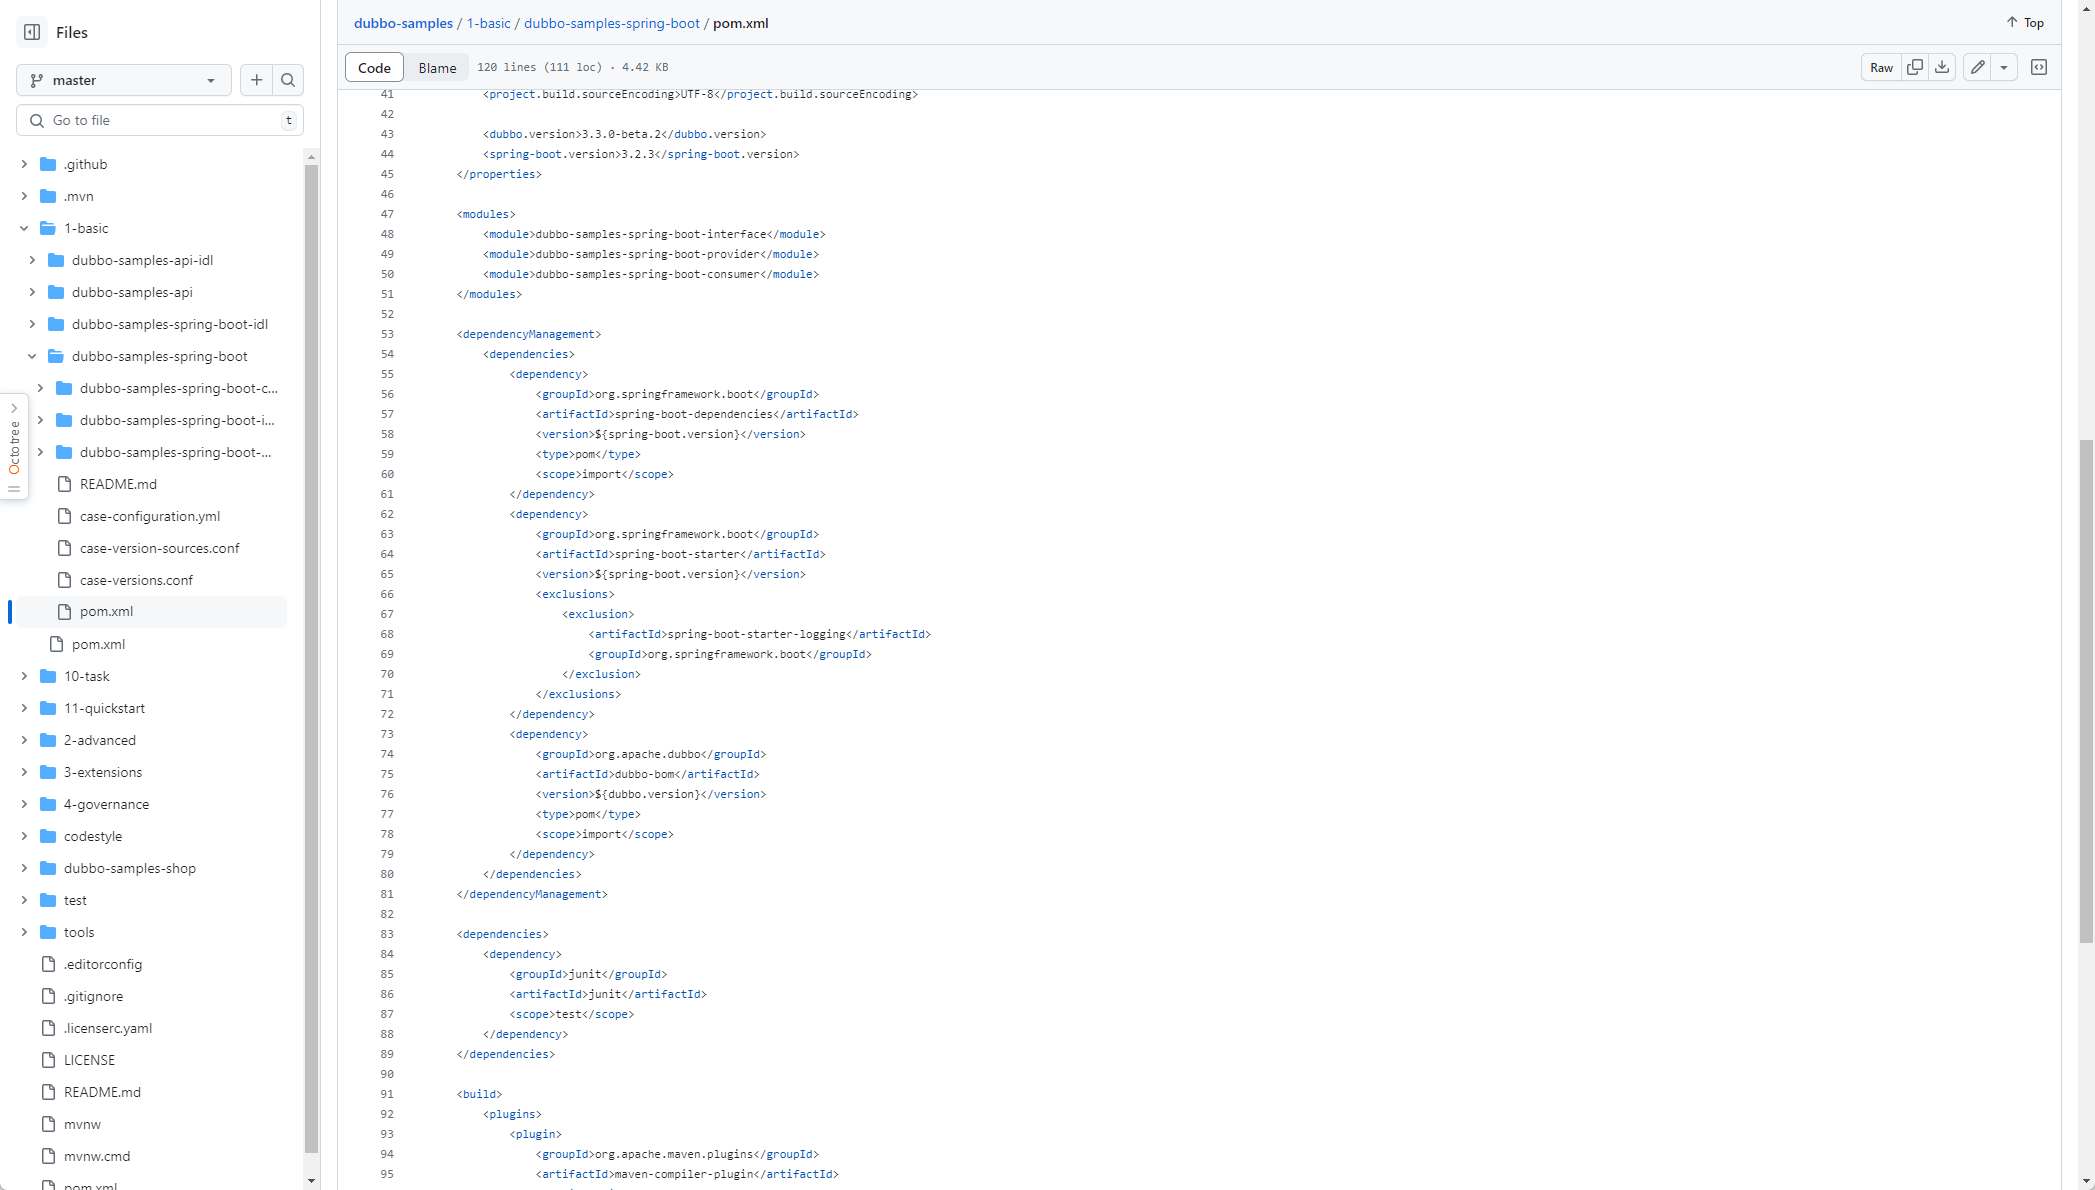 Files
master
Go to file
t
.github
.mvn
1-basic
dubbo-samples-api-idl
dubbo-samples-api
dubbo-samples-spring-boot-idl
dubbo-samples-spring-boot
dubbo-samples-spring-boot-c...
dubbo-samples-spring-boot-i...
dubbo-samples-spring-boot-...
README.md
case-configuration.yml
case-version-sources.conf
case-versions.conf
pom.xml
pom.xml
10-task
11-quickstart
2-advanced
3-extensions
4-governance
codestyle
dubbo-samples-shop
test
tools
.editorconfig
.gitignore
.licenserc.yaml
LICENSE
README.md
mvnw
mvnw.cmd
pom.xml
Octotree
dubbo-samples / 1-basic / dubbo-samples-spring-boot / pom.xml
Top
Code Blame 120 lines (111 loc) · 4.42 KB
Raw
41 <project.build.sourceEncoding>UTF-8</project.build.sourceEncoding>
42
43 <dubbo.version>3.3.0-beta.2</dubbo.version>
44 <spring-boot.version>3.2.3</spring-boot.version>
45 </properties>
46
47 <modules>
48 <module>dubbo-samples-spring-boot-interface</module>
49 <module>dubbo-samples-spring-boot-provider</module>
50 <module>dubbo-samples-spring-boot-consumer</module>
51 </modules>
52
53 <dependencyManagement>
54 <dependencies>
55 <dependency>
56 <groupId>org.springframework.boot</groupId>
57 <artifactId>spring-boot-dependencies</artifactId>
58 <version>${spring-boot.version}</version>
59 <type>pom</type>
60 <scope>import</scope>
61 </dependency>
62 <dependency>
63 <groupId>org.springframework.boot</groupId>
64 <artifactId>spring-boot-starter</artifactId>
65 <version>${spring-boot.version}</version>
66 <exclusions>
67 <exclusion>
68 <artifactId>spring-boot-starter-logging</artifactId>
69 <groupId>org.springframework.boot</groupId>
70 </exclusion>
71 </exclusions>
72 </dependency>
73 <dependency>
74 <groupId>org.apache.dubbo</groupId>
75 <artifactId>dubbo-bom</artifactId>
76 <version>${dubbo.version}</version>
77 <type>pom</type>
78 <scope>import</scope>
79 </dependency>
80 </dependencies>
81 </dependencyManagement>
82
83 <dependencies>
84 <dependency>
85 <groupId>junit</groupId>
86 <artifactId>junit</artifactId>
87 <scope>test</scope>
88 </dependency>
89 </dependencies>
90
91 <build>
92 <plugins>
93 <plugin>
94 <groupId>org.apache.maven.plugins</groupId>
95 <artifactId>maven-compiler-plugin</artifactId>